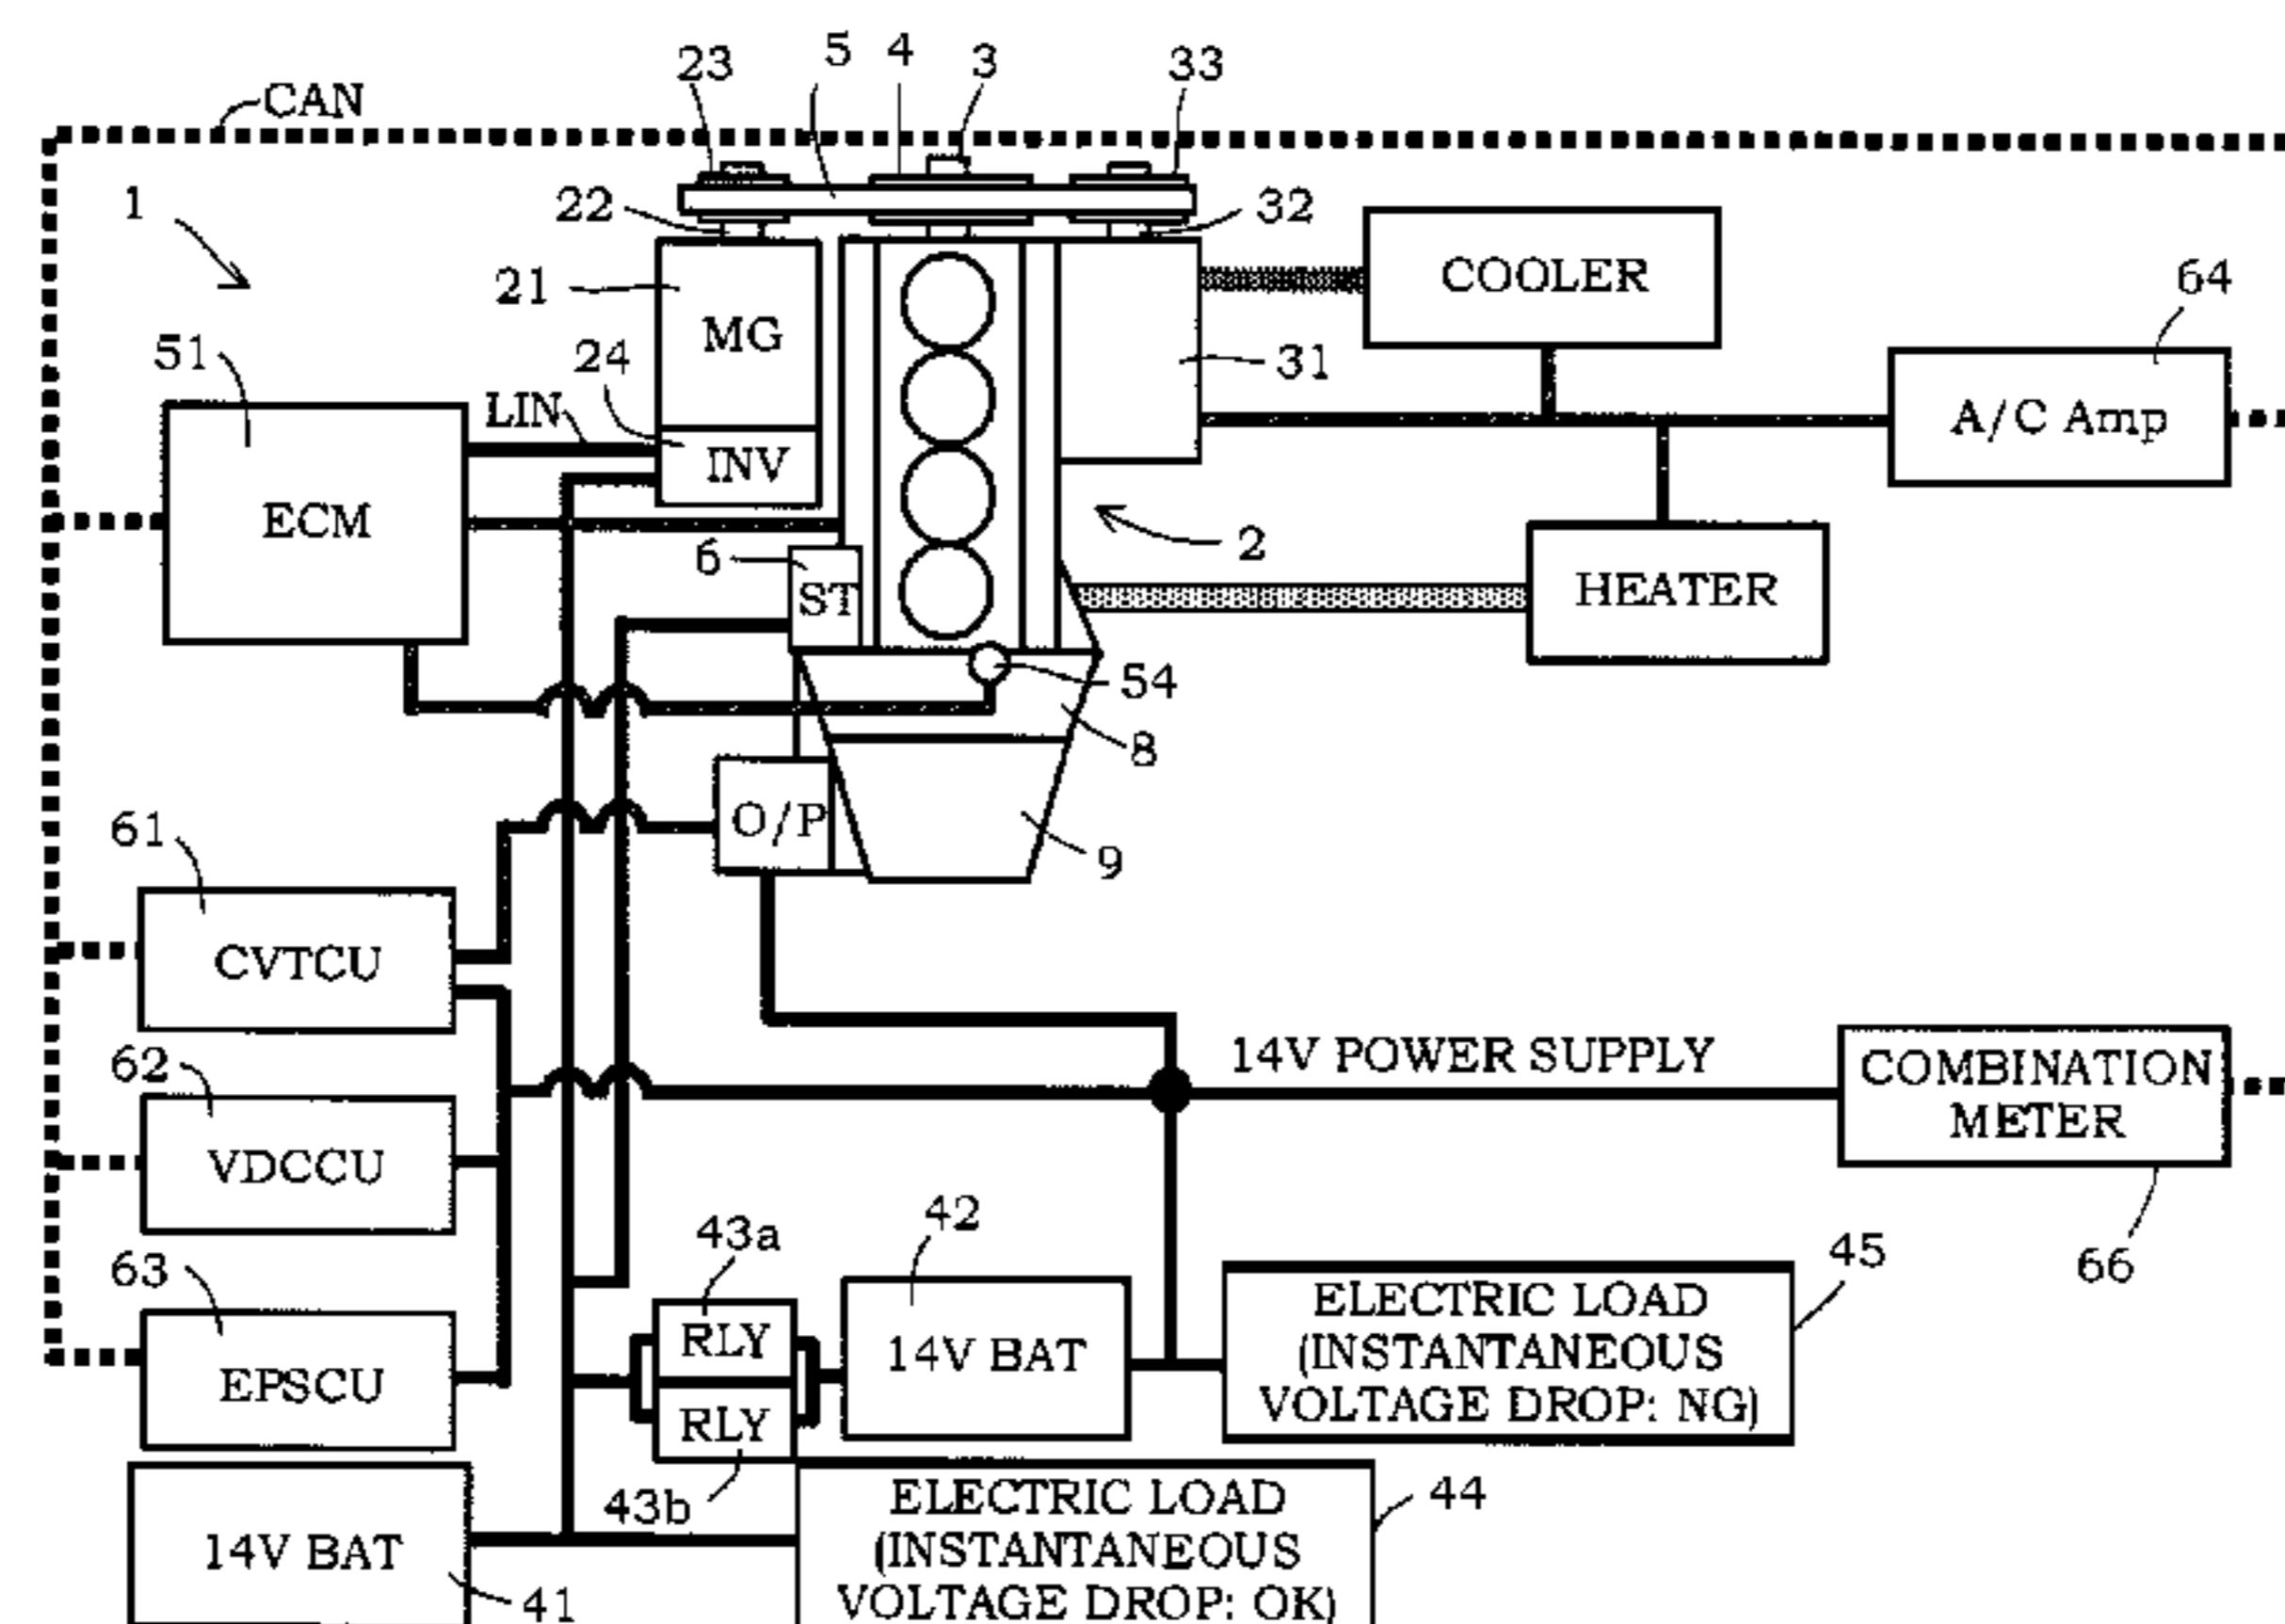 23
5
4
3
33
CAN
1
22
32
COOLER
64
21
MG
31
51
24
LIN
A/C Amp
INV
ECM
6
2
ST
HEATER
54
8
O/P
61
9
CVTCU
14V POWER SUPPLY
COMBINATION
METER
62
VDCCU
66
43a
42
45
63
RLY
14V BAT
ELECTRIC LOAD
(INSTANTANEOUS
VOLTAGE DROP: NG)
EPSCU
RLY
43b
ELECTRIC LOAD
(INSTANTANEOUS
VOLTAGE DROP: OK)
44
14V BAT
41